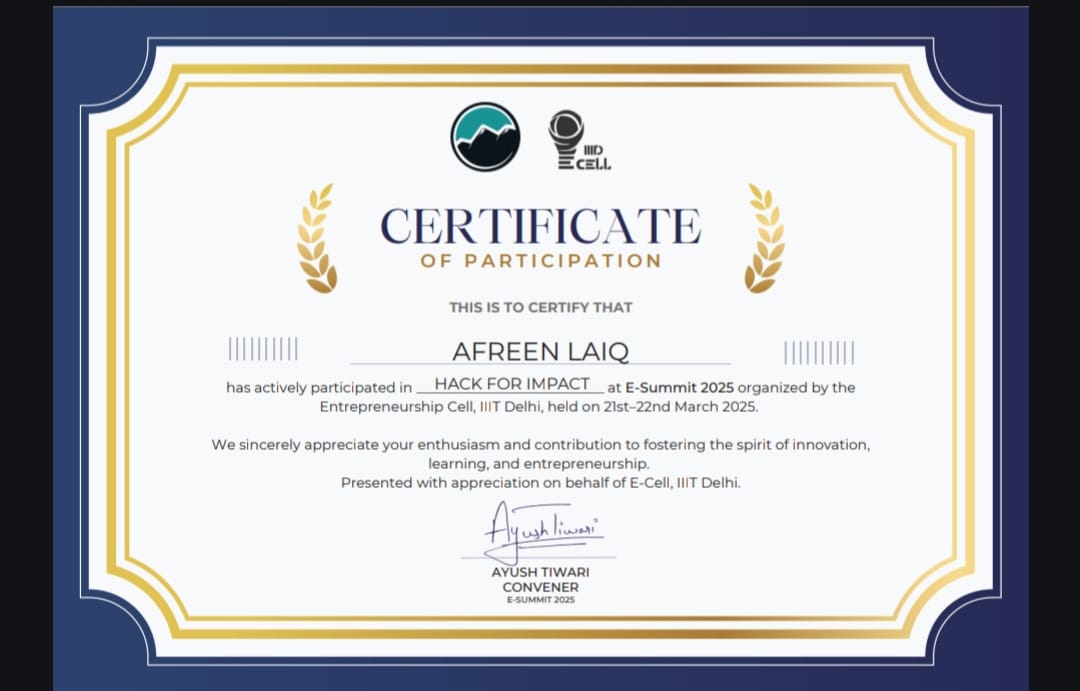 IIID
CELL
CERTIFICATE
OF PARTICIPATION
THIS IS TO CERTIFY THAT
AFREEN LAIQ
has actively participated in HACK FOR IMPACT at E-Summit 2025 organized by the
Entrepreneurship Cell, IIIT Delhi, held on 21st–22nd March 2025.
We sincerely appreciate your enthusiasm and contribution to fostering the spirit of innovation,
learning, and entrepreneurship.
Presented with appreciation on behalf of E-Cell, IIIT Delhi.
Ayush Tiwari
AYUSH TIWARI
CONVENER
E-SUMMIT 2025